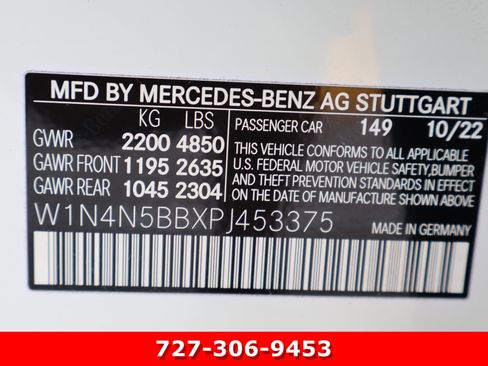 MFD BY MERCEDES-BENZ AG STUTTGART
KG LBS PASSENGER CAR 149 10/22
GVWR 2200 4850
GAWR FRONT 1195 2635
GAWR REAR 1045 2304
THIS VEHICLE CONFORMS TO ALL APPLICABLE
U.S. FEDERAL MOTOR VEHICLE SAFETY,BUMPER
AND THEFT PREVENTION STANDARDS IN EFFECT
ON THE DATE OF MANUFACTURE SHOWN ABOVE
W1N4N5BBXPJ453375
MADE IN GERMANY
727-306-9453